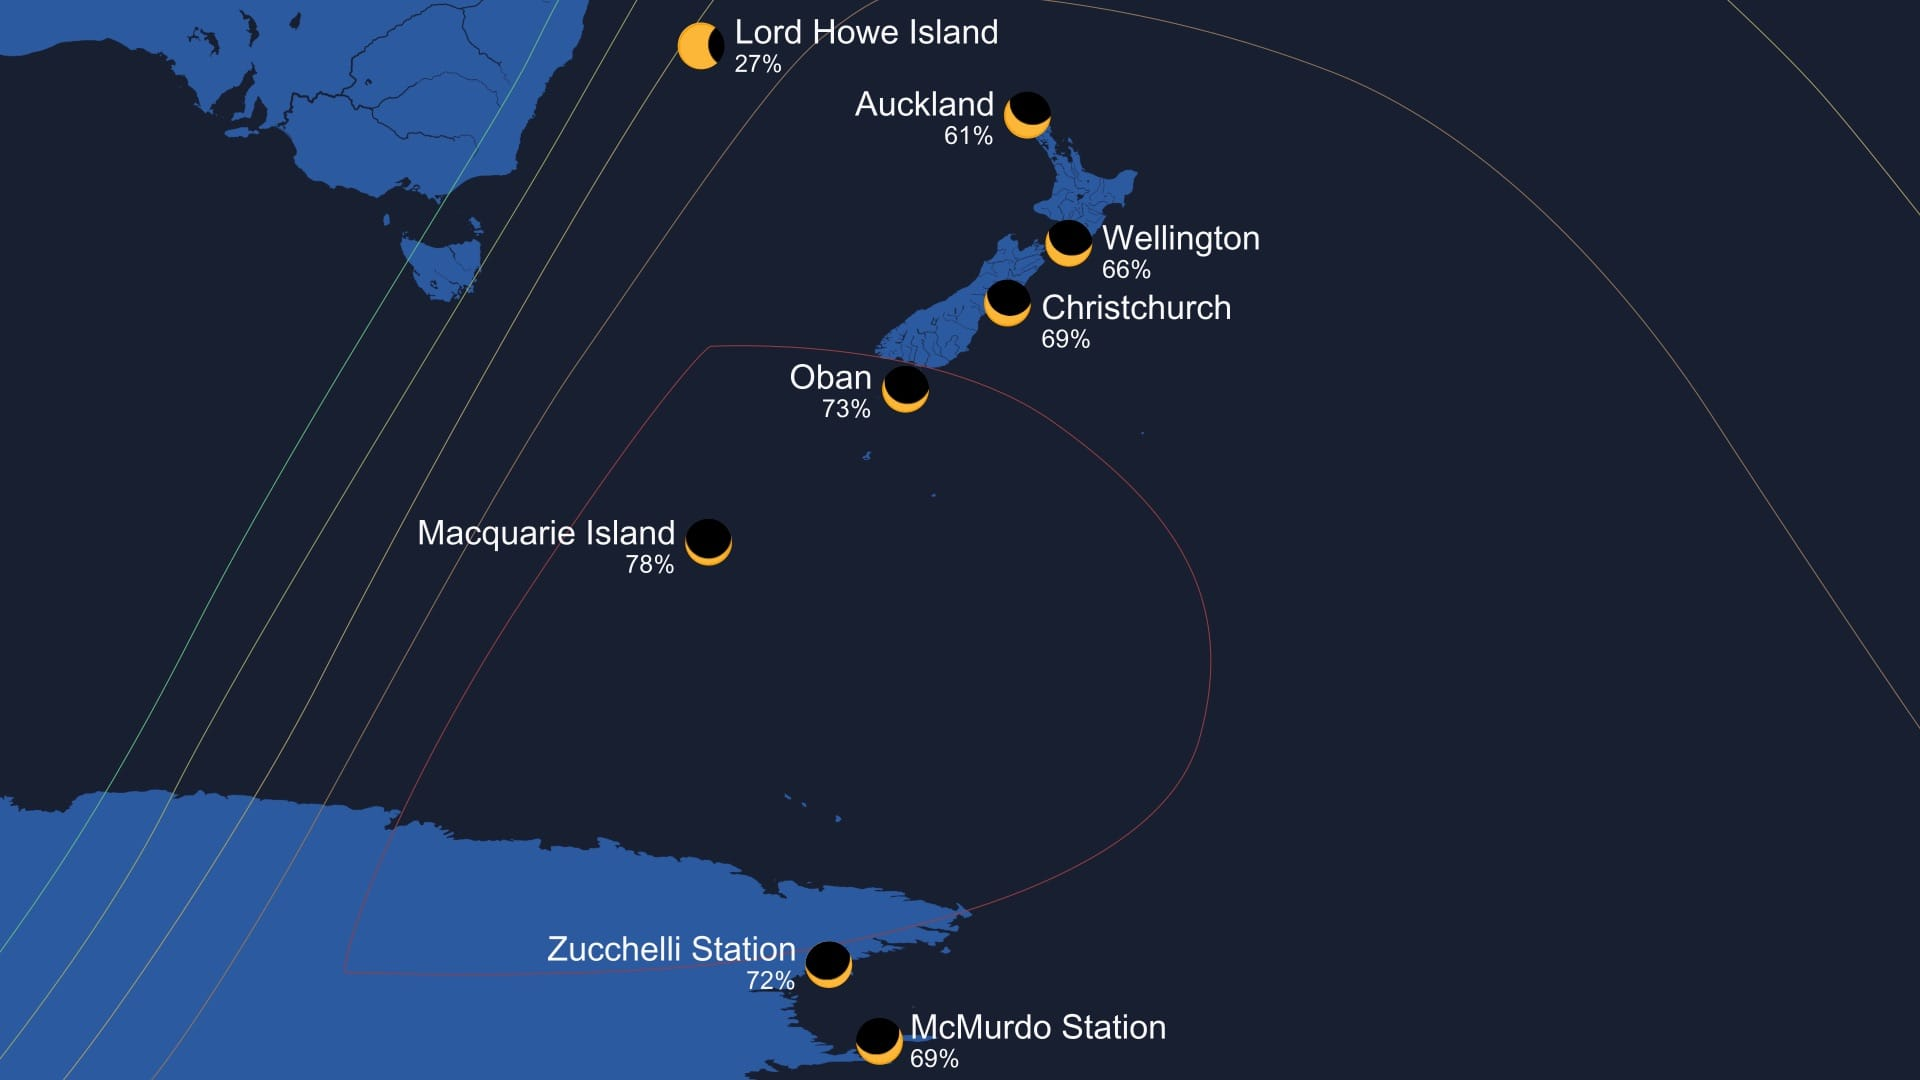 Lord Howe Island
27%
Auckland
61%
Wellington
66%
Christchurch
69%
Oban
73%
Macquarie Island
78%
Zucchelli Station
72%
McMurdo Station
69%